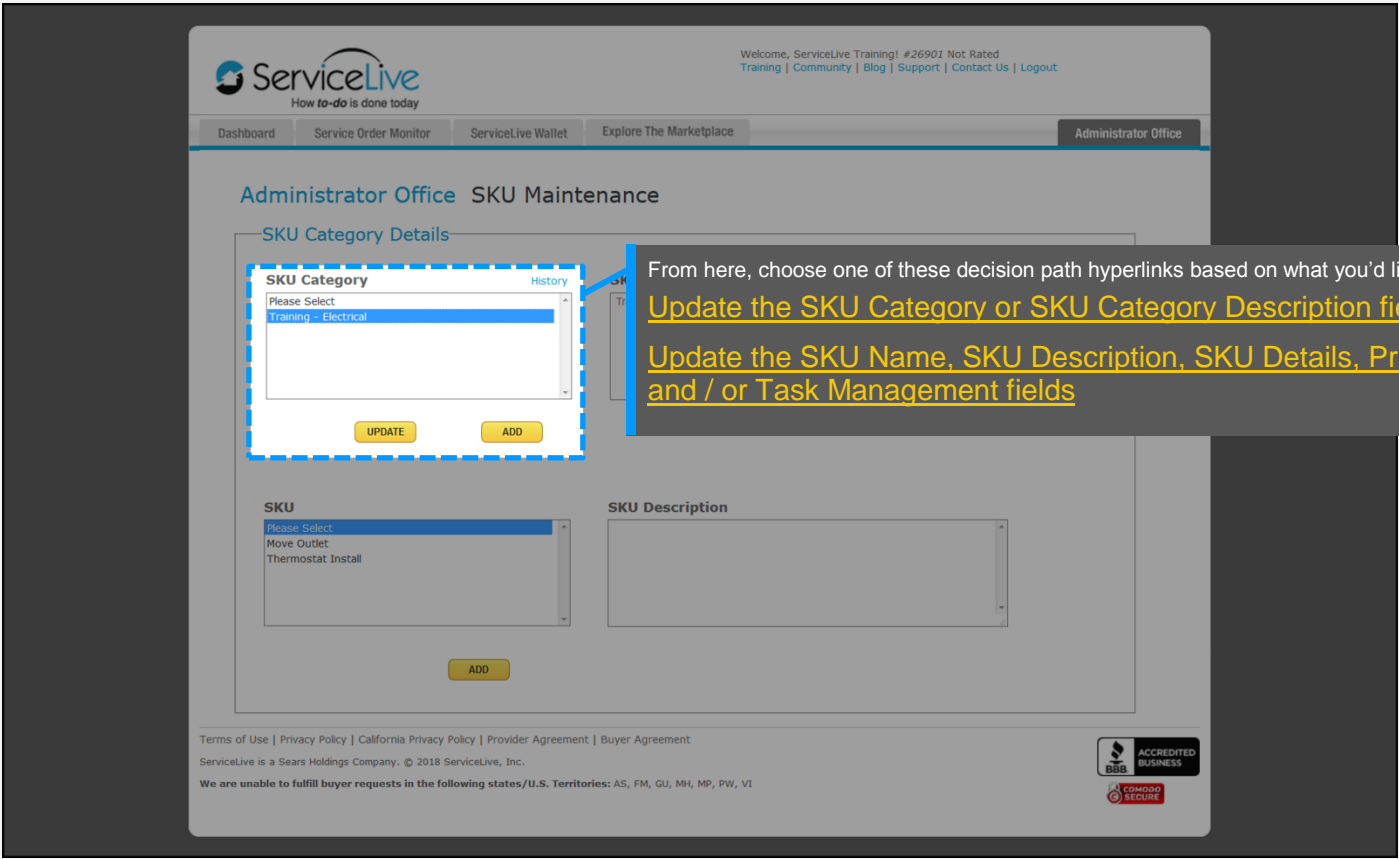 ServiceLive
How to-do is done today
Welcome, ServiceLive Training! #26901 Not Rated
Training | Community | Blog | Support | Contact Us | Logout
Dashboard Service Order Monitor ServiceLive Wallet Explore The Marketplace Administrator Office
Administrator Office SKU Maintenance
SKU Category Details
SKU Category History
Please Select
Training - Electrical
UPDATE ADD
From here, choose one of these decision path hyperlinks based on what you’d
Update the SKU Category or SKU Category Description
Update the SKU Name, SKU Description, SKU Details,
and / or Task Management fields
SKU
Please Select
Move Outlet
Thermostat Install
SKU Description
ADD
Terms of Use | Privacy Policy | California Privacy Policy | Provider Agreement | Buyer Agreement
ServiceLive is a Sears Holdings Company. © 2018 ServiceLive, Inc.
We are unable to fulfill buyer requests in the following states/U.S. Territories: AS, FM, GU, MH, MP, PW, VI
BBB ACCREDITED
BUSINESS
COMODO
SECURE